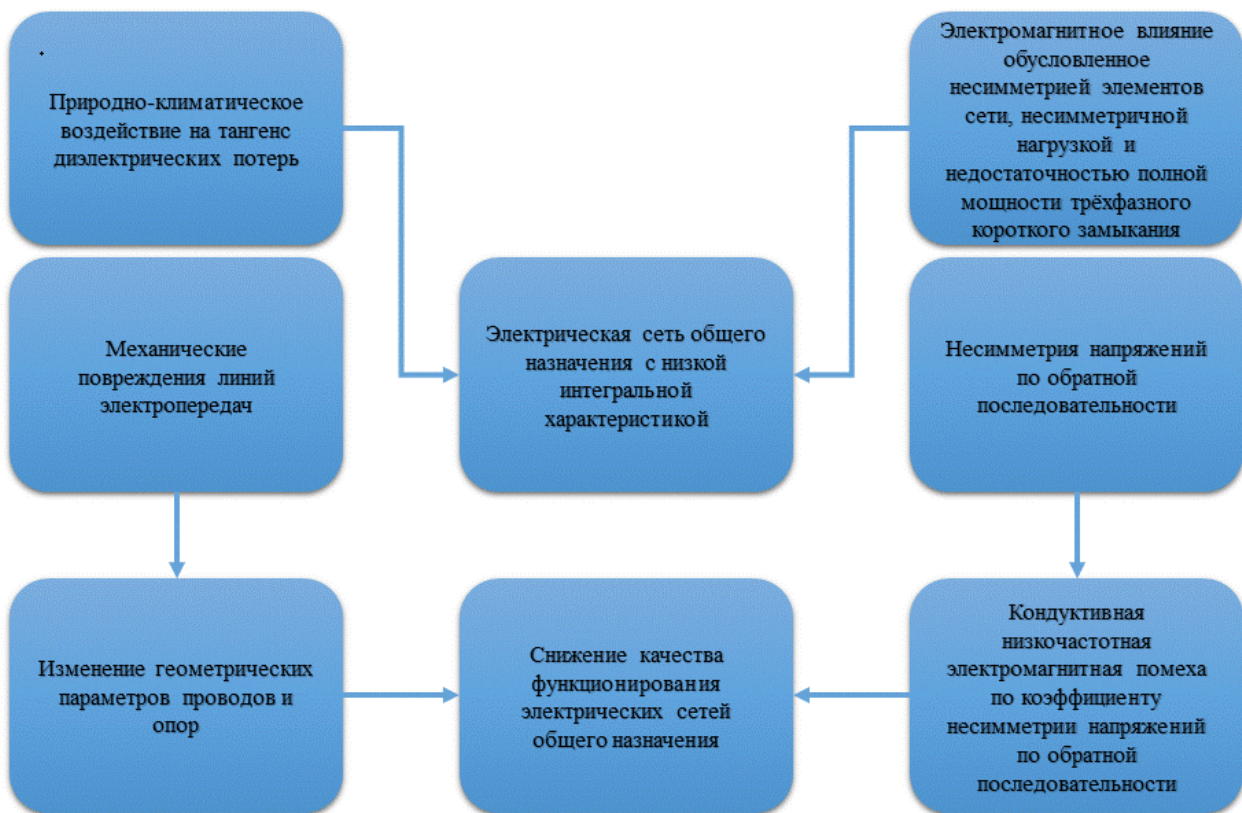 Природно-климатическое
воздействие на тангенс
диэлектрических потерь
Электромагнитное влияние
обусловленное
несимметрией элементов
сети, несимметричной
нагрузкой и
недостаточностью полной
мощности трёхфазного
короткого замыкания
Механические
повреждения линий
электропередач
Электрическая сеть общего
назначения с низкой
интегральной
характеристикой
Несимметрия напряжений
по обратной
последовательности
Изменение геометрических
параметров проводов и
опор
Снижение качества
функционирования
электрических сетей
общего назначения
Кондуктивная
низкочастотная
электромагнитная помеха
по коэффициенту
несимметрии напряжений
по обратной
последовательности